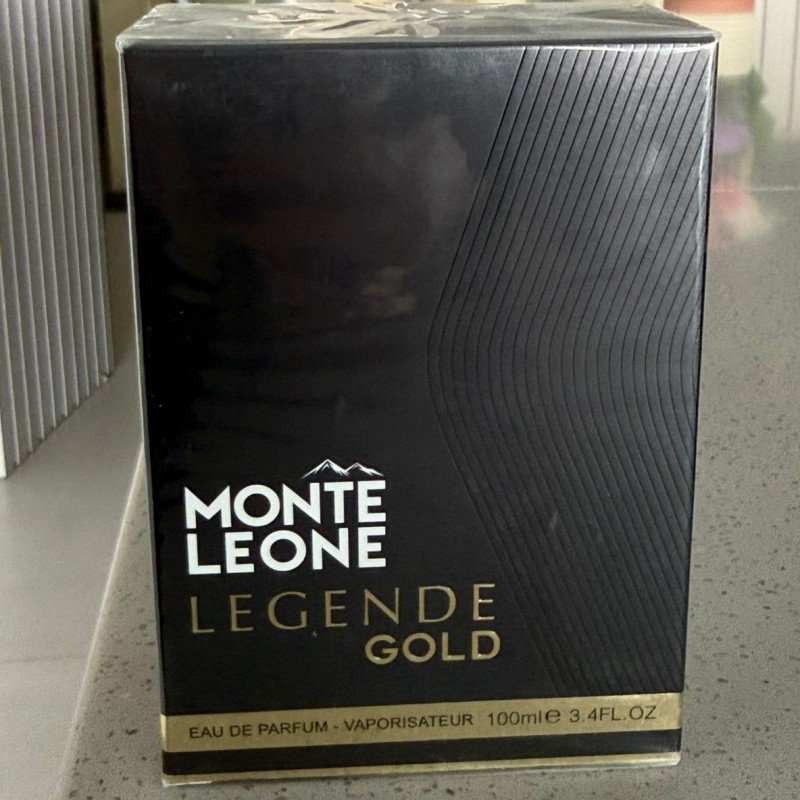 MONTE
LEONE
LEGENDE
GOLD
EAU DE PARFUM - VAPORISATEUR 100ml℮ 3.4FL.OZ